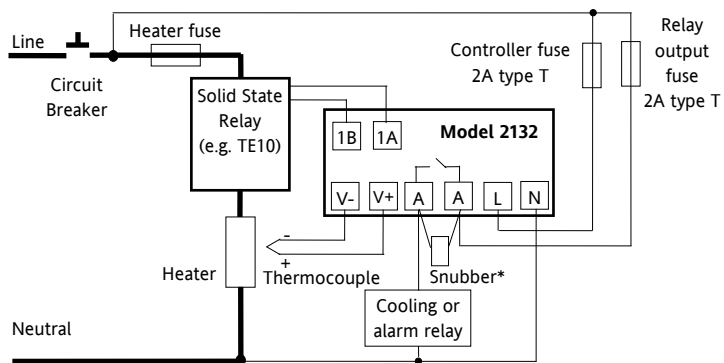 Line
Heater fuse
Circuit
Breaker
Controller fuse
2A type T
Relay
output
fuse
2A type T
Solid State
Relay
(e.g. TE10)
1B
1A
Model 2132
V-
V+
A
A
L
N
-
+
Heater
Thermocouple
Snubber*
Cooling or
alarm relay
Neutral